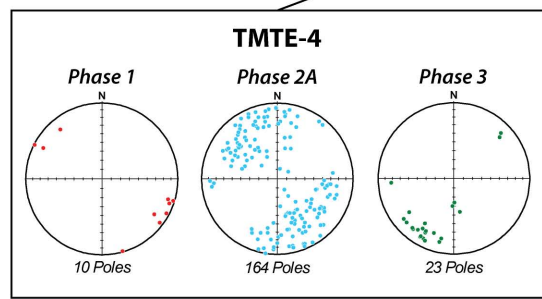 TMTE-4
Phase 1 Phase 2A Phase 3
N N N
10 Poles 164 Poles 23 Poles